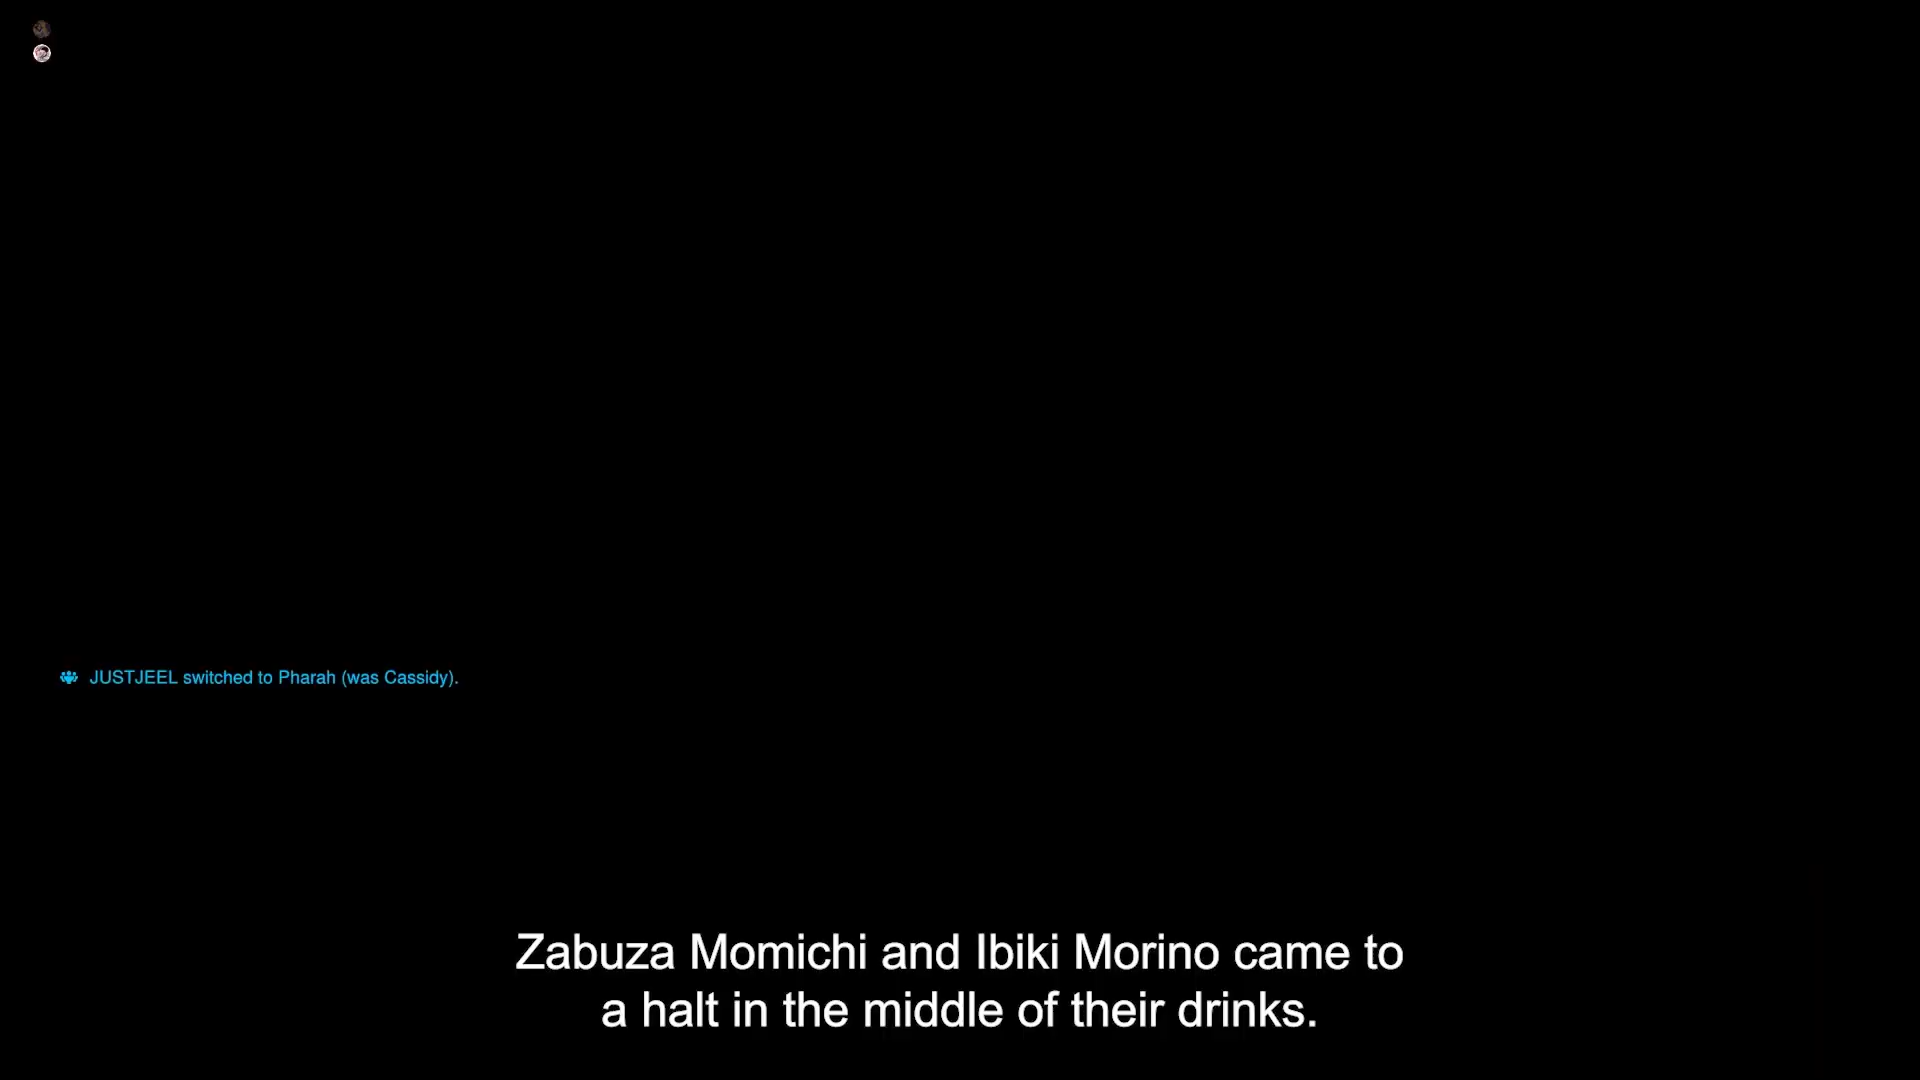 JUSTJEEL switched to Pharah (was Cassidy).
Zabuza Momichi and Ibiki Morino came to
a halt in the middle of their drinks.